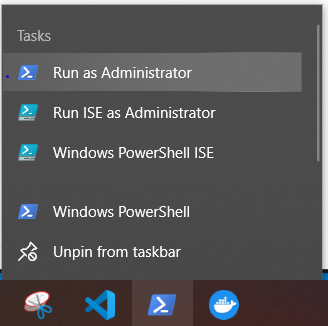 Tasks
Run as Administrator
Run ISE as Administrator
Windows PowerShell ISE
Windows PowerShell
Unpin from taskbar